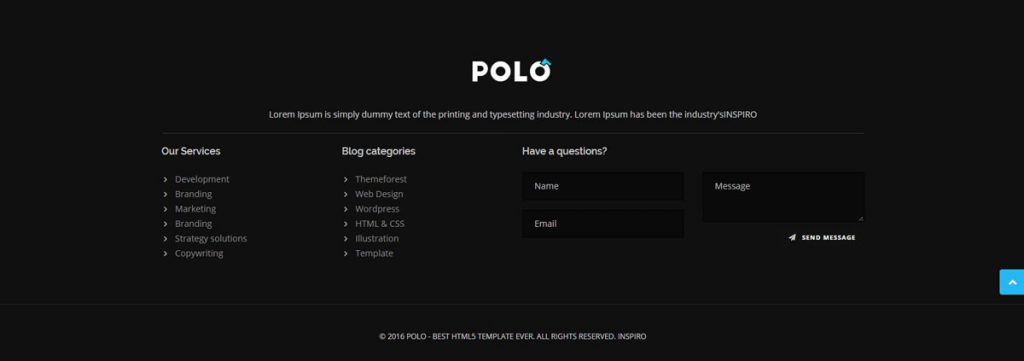 POLO
Lorem Ipsum is simply dummy text of the printing and typesetting industry. Lorem Ipsum has been the industry'sINSPIRO
Our Services
Development
Branding
Marketing
Branding
Strategy solutions
Copywriting
Blog categories
Themeforest
Web Design
Wordpress
HTML & CSS
Illustration
Template
Have a questions?
Name
Email
Message
SEND MESSAGE
© 2016 POLO - BEST HTML5 TEMPLATE EVER. ALL RIGHTS RESERVED. INSPIRO